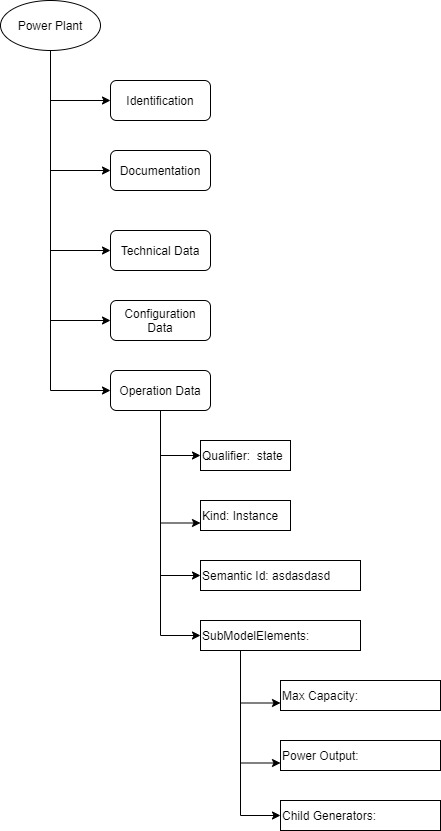 Power Plant
Identification
Documentation
Technical Data
Configuration
Data
Operation Data
Qualifier:  state
Kind: Instance
Semantic Id: asdasdasd
SubModelElements:
Max Capacity:
Power Output:
Child Generators: